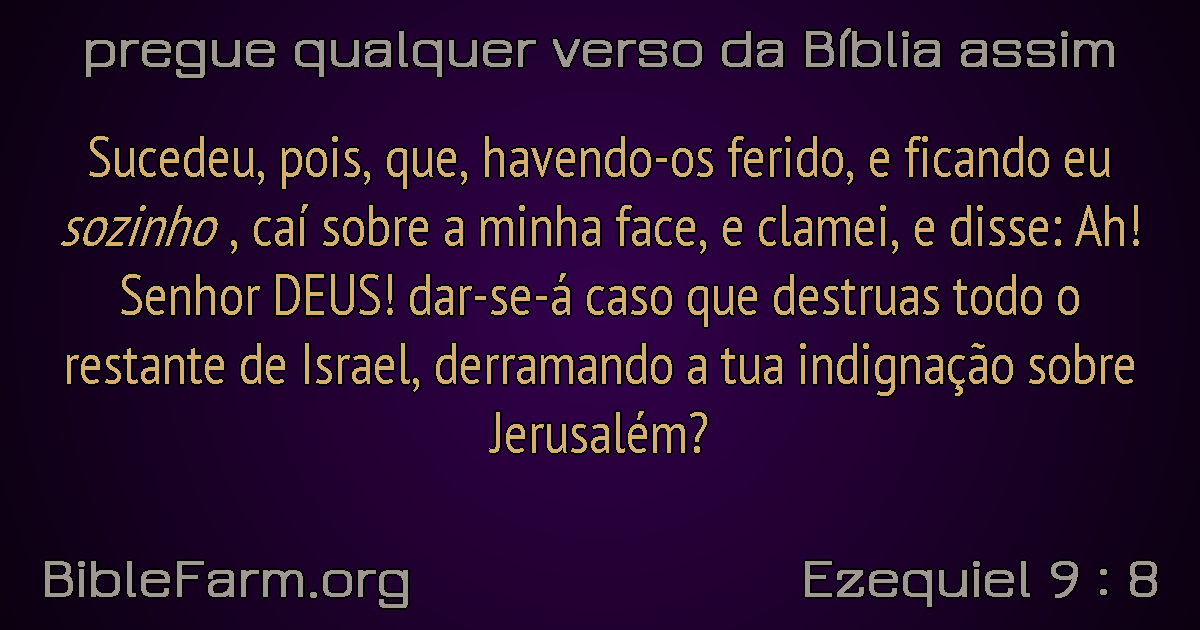 pregue qualquer verso da Bíblia assim
Sucedeu, pois, que, havendo-os ferido, e ficando eu
sozinho , caí sobre a minha face, e clamei, e disse: Ah!
Senhor DEUS! dar-se-á caso que destruas todo o
restante de Israel, derramando a tua indignação sobre
Jerusalém?
BibleFarm.org
Ezequiel 9 : 8